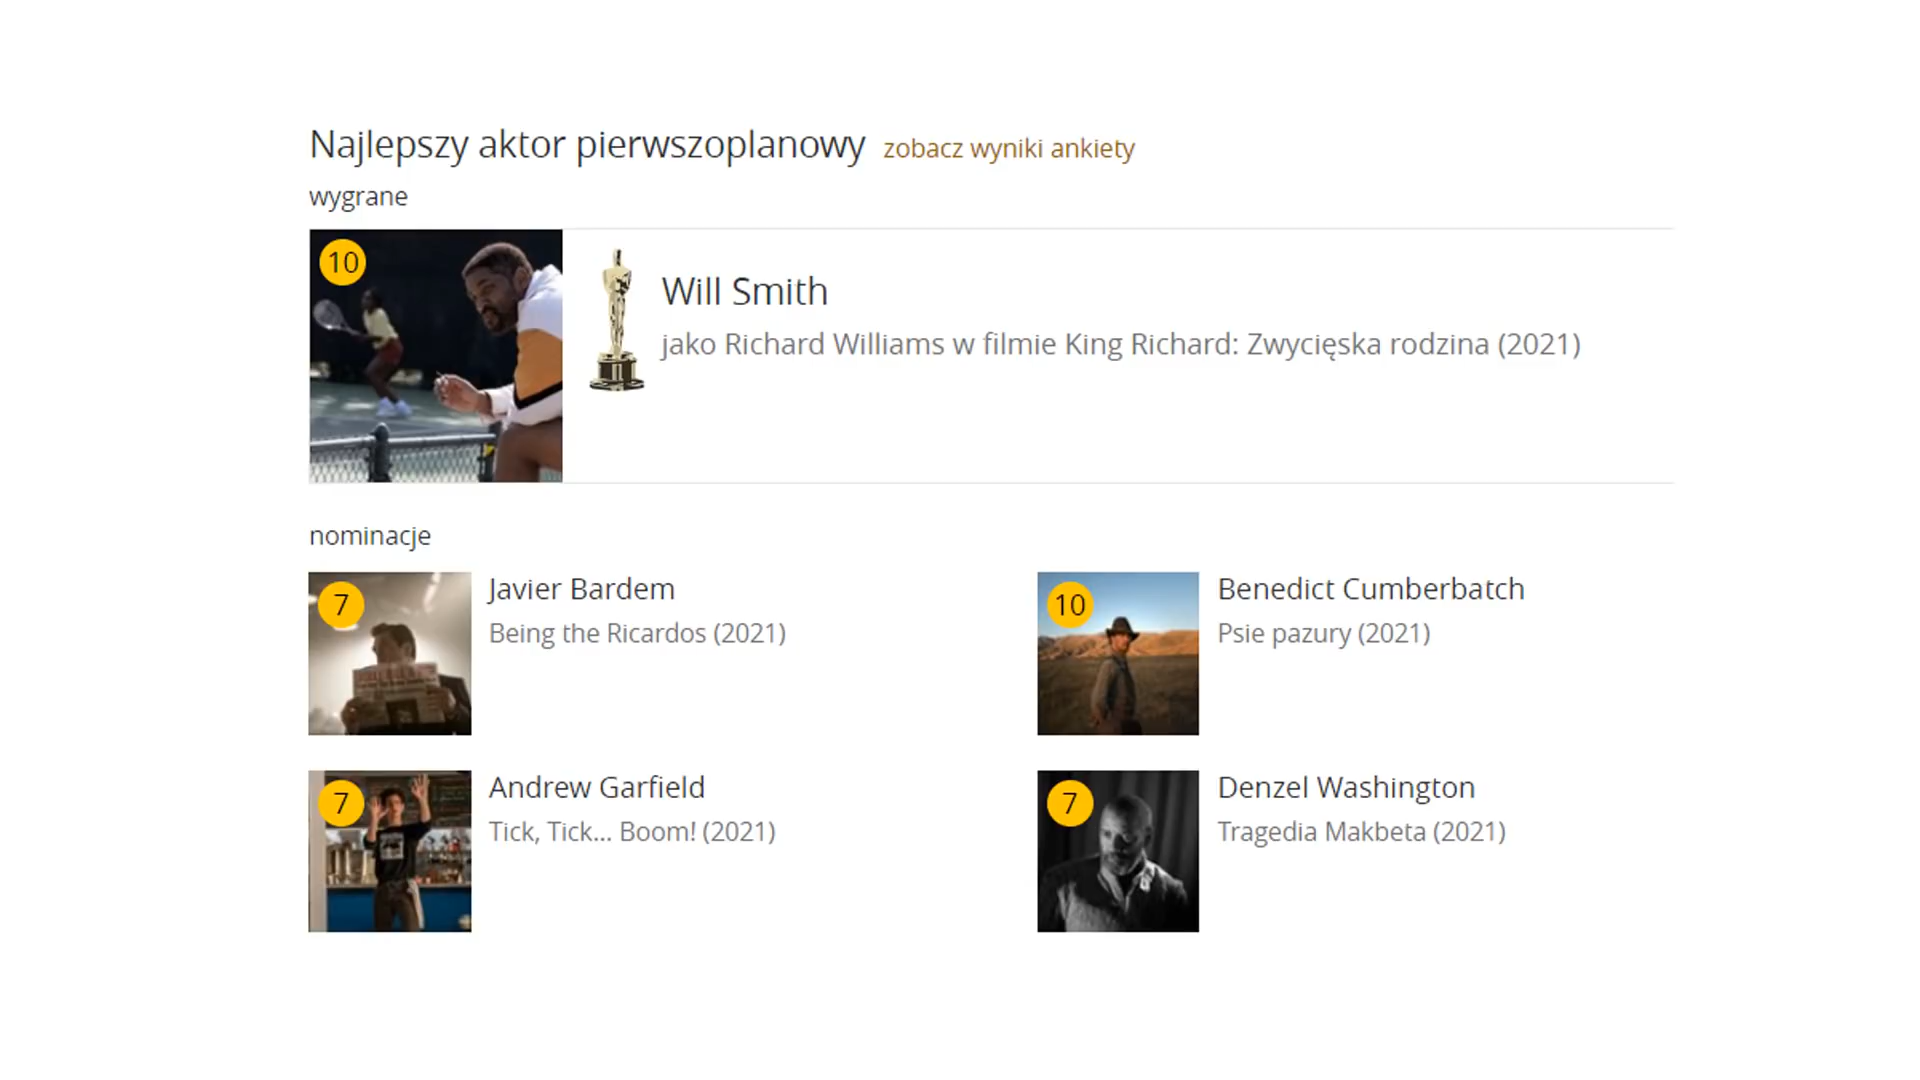 Najlepszy aktor pierwszoplanowy zobacz wyniki ankiety
wygrane
10
Will Smith
jako Richard Williams w filmie King Richard: Zwycięska rodzina (2021)
nominacje
7
Javier Bardem
Being the Ricardos (2021)
10
Benedict Cumberbatch
Psie pazury (2021)
7
Andrew Garfield
Tick, Tick... Boom! (2021)
7
Denzel Washington
Tragedia Makbeta (2021)